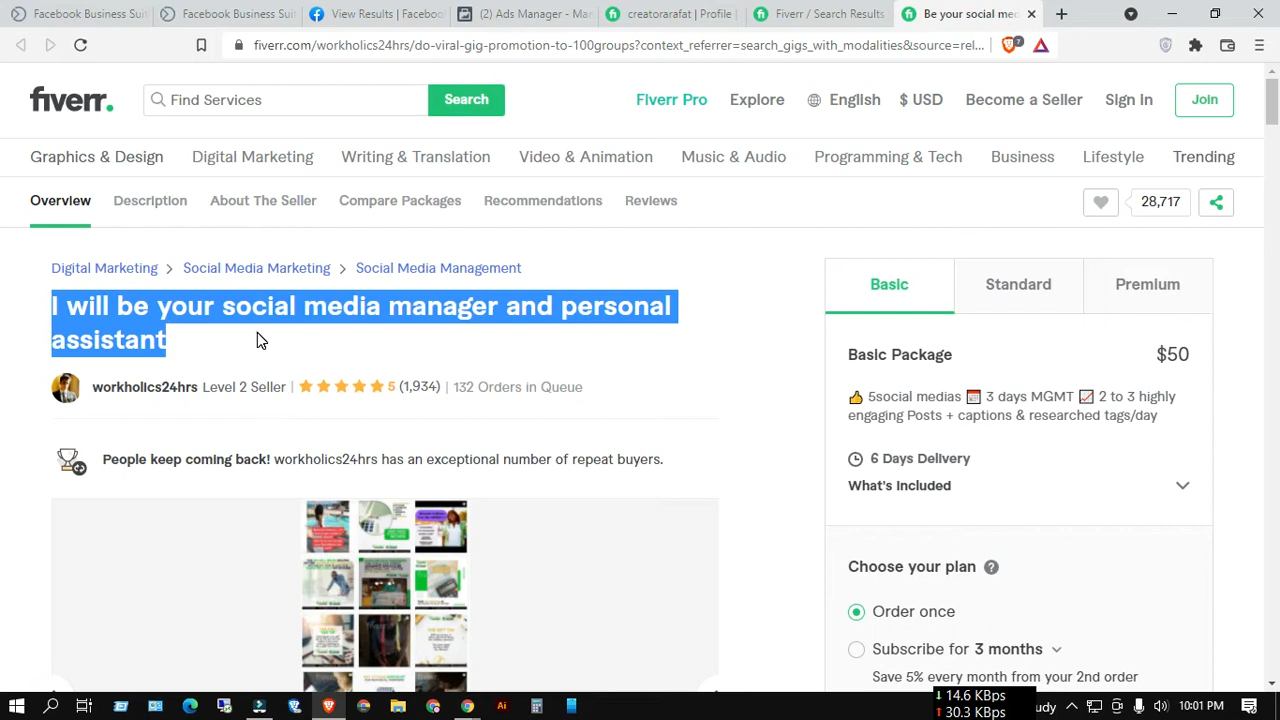 Facebook Business Suit
Facebook Business Suit
View Results | Facebo
(2) Ads Manager - Ma
creatorarafat | Profile
Fiverr / Search Results
Be your social med
fiverr.com/workholics24hrs/do-viral-gig-promotion-to-100groups?context_referrer=search_gigs_with_modalities&source=rel...
7
fiverr.
Find Services
Search
Fiverr Pro
Explore
English
$ USD
Become a Seller
Sign In
Join
Graphics & Design
Digital Marketing
Writing & Translation
Video & Animation
Music & Audio
Programming & Tech
Business
Lifestyle
Trending
Overview
Description
About The Seller
Compare Packages
Recommendations
Reviews
28,717
Digital Marketing > Social Media Marketing > Social Media Management
I will be your social media manager and personal
assistant
workholics24hrs Level 2 Seller | 5 (1,934) | 132 Orders in Queue
People keep coming back! workholics24hrs has an exceptional number of repeat buyers.
Basic
Standard
Premium
Basic Package
$50
👍 5social medias 📅 3 days MGMT 📈 2 to 3 highly
engaging Posts + captions & researched tags/day
6 Days Delivery
What's Included
Choose your plan ?
Order once
Subscribe for 3 months
Save 5% every month from your 2nd order
↓ 14.6 KBps
↑ 30.3 KBps
udy
10:01 PM
Ai